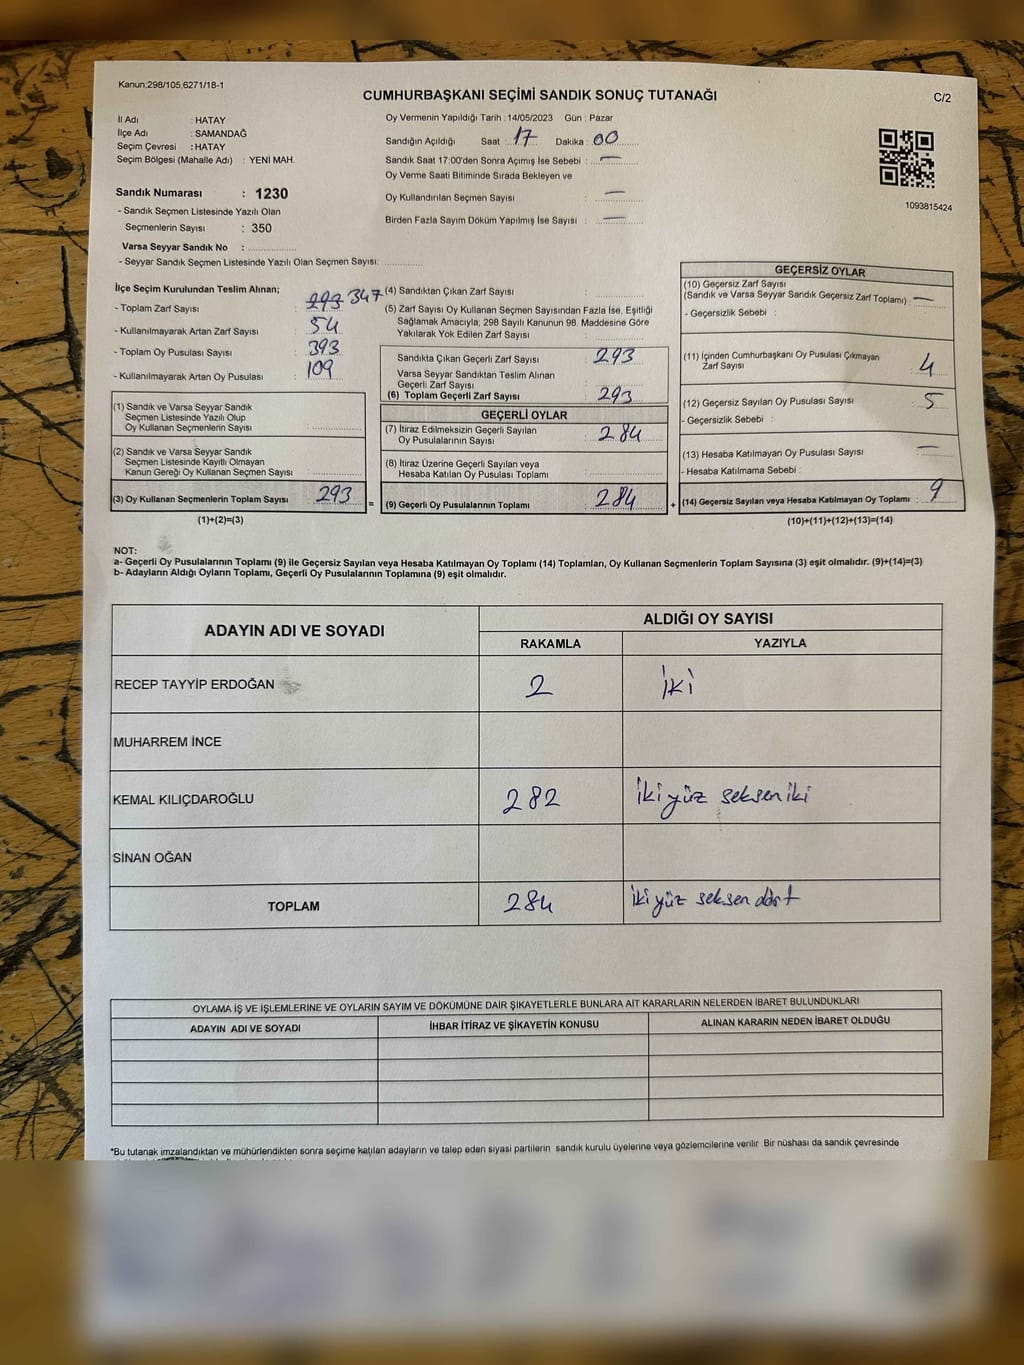 Kanun;298/105,6271/18-1
CUMHURBAŞKANI SEÇİMİ SANDIK SONUÇ TUTANAĞI
C/2
İl Adı : HATAY
İlçe Adı : SAMANDAĞ
Seçim Çevresi : HATAY
Seçim Bölgesi (Mahalle Adı) : YENİ MAH.
Sandık Numarası : 1230
- Sandık Seçmen Listesinde Yazılı Olan
Seçmenlerin Sayısı : 350
Varsa Seyyar Sandık No :
- Seyyar Sandık Seçmen Listesinde Yazılı Olan Seçmen Sayısı:
Oy Vermenin Yapıldığı Tarih : 14/05/2023 Gün : Pazar
Sandığın Açıldığı Saat : 17 Dakika : 00
Sandık Saat 17:00'den Sonra Açımış İse Sebebi : —
Oy Verme Saati Bitiminde Sırada Bekleyen ve
Oy Kullandırılan Seçmen Sayısı : —
Birden Fazla Sayım Döküm Yapılmış İse Sayısı : —
1093815424
İlçe Seçim Kurulundan Teslim Alınan;
- Toplam Zarf Sayısı : 293 347
- Kullanılmayarak Artan Zarf Sayısı : 54
- Toplam Oy Pusulası Sayısı : 393
- Kullanılmayarak Artan Oy Pusulası : 109
(1) Sandık ve Varsa Seyyar Sandık
Seçmen Listesinde Yazılı Olup
Oy Kullanan Seçmenlerin Sayısı :
(2) Sandık ve Varsa Seyyar Sandık
Seçmen Listesinde Kayıtlı Olmayan
Kanun Gereği Oy Kullanan Seçmen Sayısı :
(3) Oy Kullanan Seçmenlerin Toplam Sayısı : 293
(1)+(2)=(3)
(4) Sandıktan Çıkan Zarf Sayısı :
(5) Zarf Sayısı Oy Kullanan Seçmen Sayısından Fazla İse, Eşitliği
Sağlamak Amacıyla; 298 Sayılı Kanunun 98. Maddesine Göre
Yakılarak Yok Edilen Zarf Sayısı :
Sandıkta Çıkan Geçerli Zarf Sayısı : 293
Varsa Seyyar Sandıktan Teslim Alınan
Geçerli Zarf Sayısı :
(6) Toplam Geçerli Zarf Sayısı : 293
GEÇERLİ OYLAR
(7) İtiraz Edilmeksizin Geçerli Sayılan
Oy Pusulalarının Sayısı : 284
(8) İtiraz Üzerine Geçerli Sayılan veya
Hesaba Katılan Oy Pusulası Toplamı :
= (9) Geçerli Oy Pusulalarının Toplamı : 284 +
GEÇERSİZ OYLAR
(10) Geçersiz Zarf Sayısı
(Sandık ve Varsa Seyyar Sandık Geçersiz Zarf Toplamı) : —
- Geçersizlik Sebebi :
(11) İçinden Cumhurbaşkanı Oy Pusulası Çıkmayan
Zarf Sayısı : 4
(12) Geçersiz Sayılan Oy Pusulası Sayısı : 5
- Geçersizlik Sebebi :
(13) Hesaba Katılmayan Oy Pusulası Sayısı : —
- Hesaba Katılmama Sebebi :
(14) Geçersiz Sayılan veya Hesaba Katılmayan Oy Toplamı : 9
(10)+(11)+(12)+(13)=(14)
NOT:
a- Geçerli Oy Pusulalarının Toplamı (9) ile Geçersiz Sayılan veya Hesaba Katılmayan Oy Toplamı (14) Toplamları, Oy Kullanan Seçmenlerin Toplam Sayısına (3) eşit olmalıdır. (9)+(14)=(3)
b- Adayların Aldığı Oyların Toplamı, Geçerli Oy Pusulalarının Toplamına (9) eşit olmalıdır.
ADAYIN ADI VE SOYADI ALDIĞI OY SAYISI
RAKAMLA YAZIYLA
RECEP TAYYİP ERDOĞAN 2 iki
MUHARREM İNCE
KEMAL KILIÇDAROĞLU 282 iki yüz seksen iki
SİNAN OĞAN
TOPLAM 284 iki yüz seksen dört
OYLAMA İŞ VE İŞLEMLERİNE VE OYLARIN SAYIM VE DÖKÜMÜNE DAİR ŞİKAYETLERLE BUNLARA AİT KARARLARIN NELERDEN İBARET BULUNDUKLARI
ADAYIN ADI VE SOYADI İHBAR İTİRAZ VE ŞİKAYETİN KONUSU ALINAN KARARIN NEDEN İBARET OLDUĞU
*Bu tutanak imzalandıktan ve mühürlendikten sonra seçime katılan adayların ve talep eden siyasi partilerin sandık kurulu üyelerine veya gözlemcilerine verilir .Bir nüshası da sandık çevresinde